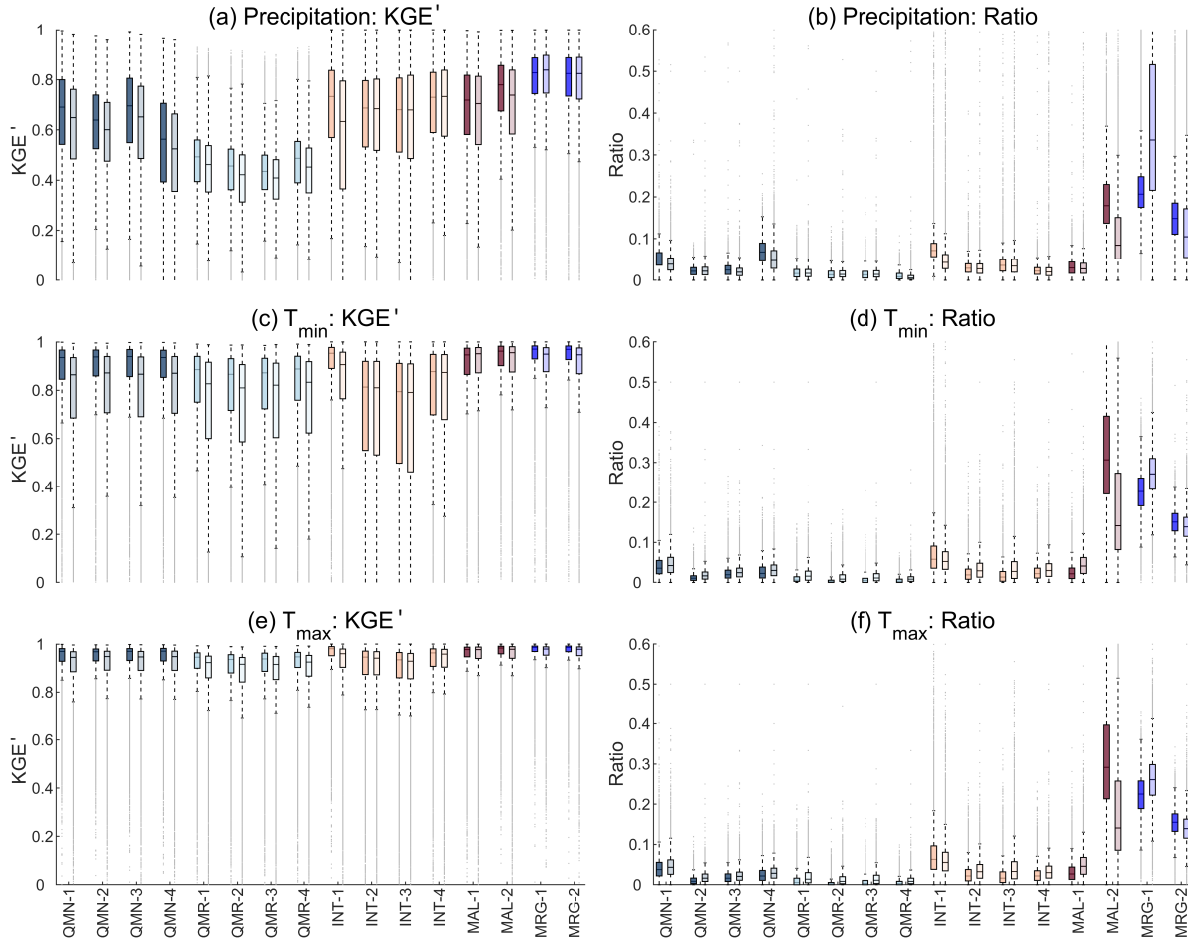 (a) Precipitation: KGE'
KGE'
1
0.8
0.6
0.4
0.2
0
(b) Precipitation: Ratio
Ratio
0.6
0.5
0.4
0.3
0.2
0.1
0
(c) Tmin: KGE'
KGE'
1
0.8
0.6
0.4
0.2
0
(d) Tmin: Ratio
Ratio
0.6
0.5
0.4
0.3
0.2
0.1
0
(e) Tmax: KGE'
KGE'
1
0.8
0.6
0.4
0.2
0
QMN-1
QMN-2
QMN-3
QMN-4
QMR-1
QMR-2
QMR-3
QMR-4
INT-1
INT-2
INT-3
INT-4
MAL-1
MAL-2
MRG-1
MRG-2
(f) Tmax: Ratio
Ratio
0.6
0.5
0.4
0.3
0.2
0.1
0
QMN-1
QMN-2
QMN-3
QMN-4
QMR-1
QMR-2
QMR-3
QMR-4
INT-1
INT-2
INT-3
INT-4
MAL-1
MAL-2
MRG-2-1
MRG-2